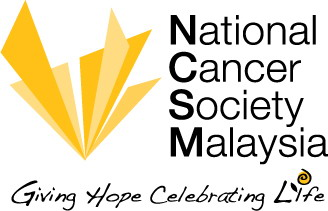 National
Cancer
Society
Malaysia
Giving Hope Celebrating Life